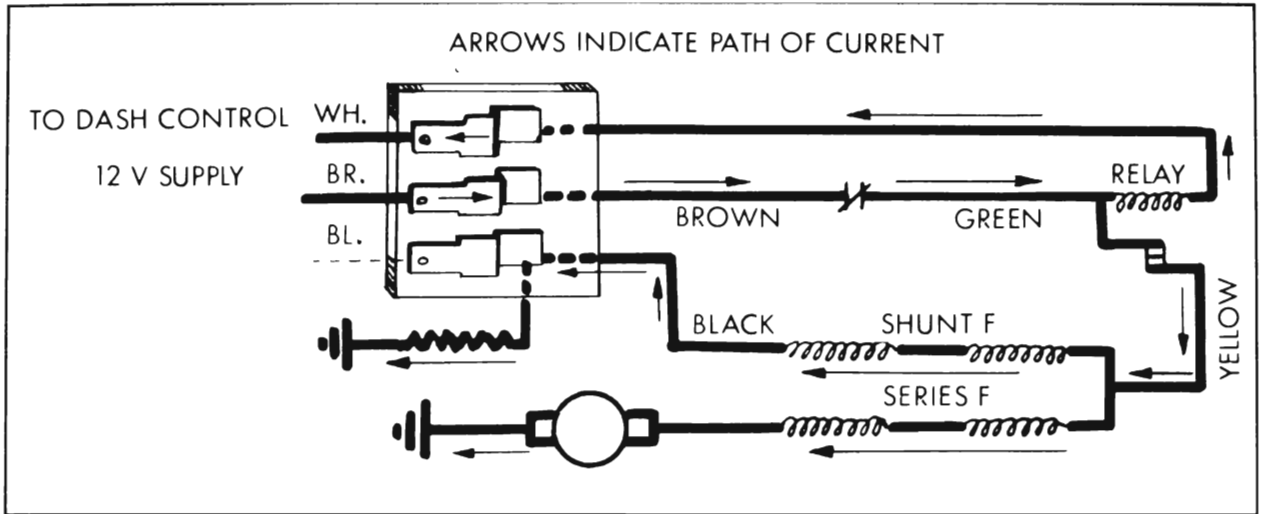 ARROWS INDICATE PATH OF CURRENT
TO DASH CONTROL
12 V SUPPLY
WH.
BR.
BL.
BROWN
GREEN
RELAY
YELLOW
BLACK
SHUNT F
SERIES F